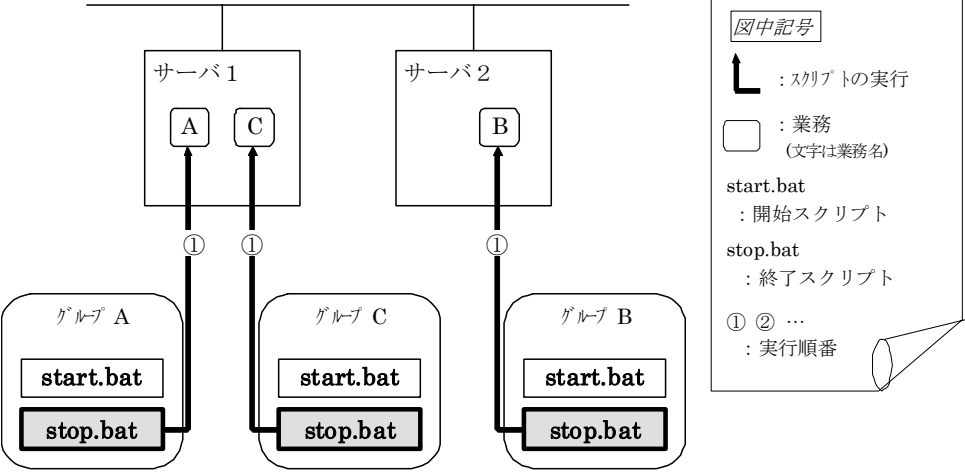 サーバ1
サーバ2
A
C
B
①
①
①
グループ A
グループ C
グループ B
start.bat
start.bat
start.bat
stop.bat
stop.bat
stop.bat
図中記号
：スクリプトの実行
：業務
(文字は業務名)
start.bat
：開始スクリプト
stop.bat
：終了スクリプト
① ② …
：実行順番